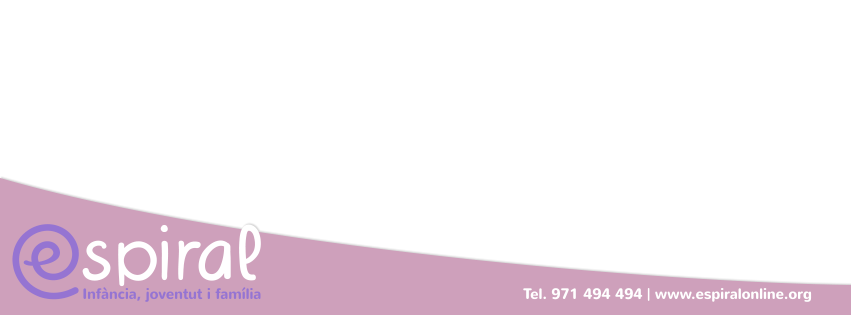 espiral
Infància, joventut i família
Tel. 971 494 494 | www.espiralonline.org